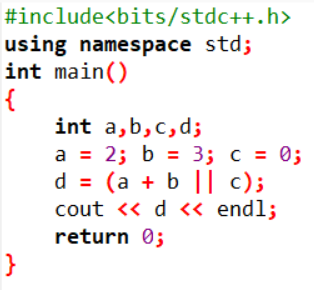 #include<bits/stdc++.h>
using namespace std;
int main()
{
    int a,b,c,d;
    a = 2; b = 3; c = 0;
    d = (a + b || c);
    cout << d << endl;
    return 0;
}